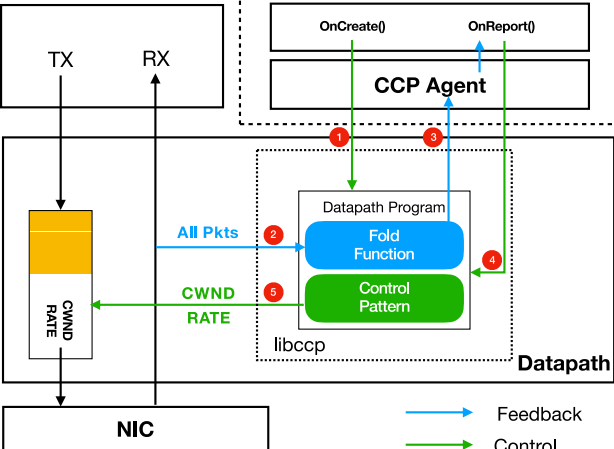 OnCreate()
OnReport()
TX
RX
CCP Agent
1
3
Datapath Program
All Pkts
2
Fold
Function
4
CWND
RATE
5
Control
Pattern
CWND
RATE
libccp
Datapath
NIC
Feedback
Control